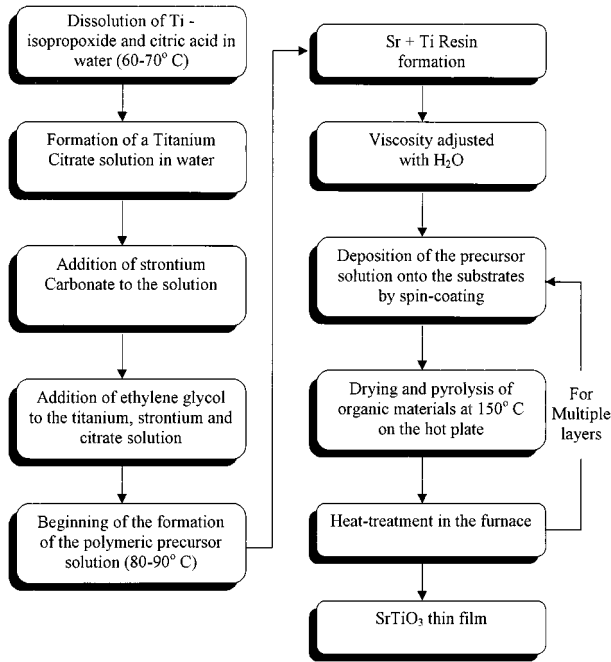 Dissolution of Ti -
isopropoxide and citric acid in
water (60-70° C)
Formation of a Titanium
Citrate solution in water
Addition of strontium
Carbonate to the solution
Addition of ethylene glycol
to the titanium, strontium and
citrate solution
Beginning of the formation
of the polymeric precursor
solution (80-90° C)
Sr + Ti Resin
formation
Viscosity adjusted
with H₂O
Deposition of the precursor
solution onto the substrates
by spin-coating
Drying and pyrolysis of
organic materials at 150° C
on the hot plate
For
Multiple
layers
Heat-treatment in the furnace
SrTiO₃ thin film